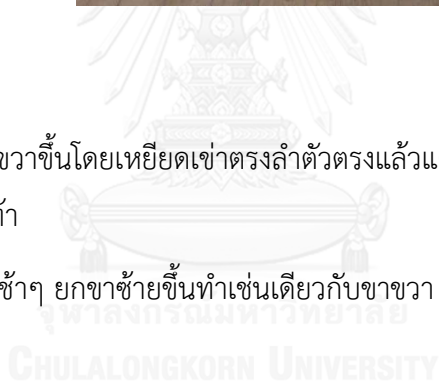 ขวาขึ้นโดยเหยียดเข่าตรงลำตัวตรงแล้วแ
ช้าๆ ยกขาซ้ายขึ้นทำเช่นเดียวกับขาขวา
จุฬาลงกรณ์มหาวิทยาลัย
CHULALONGKORN UNIVERSITY